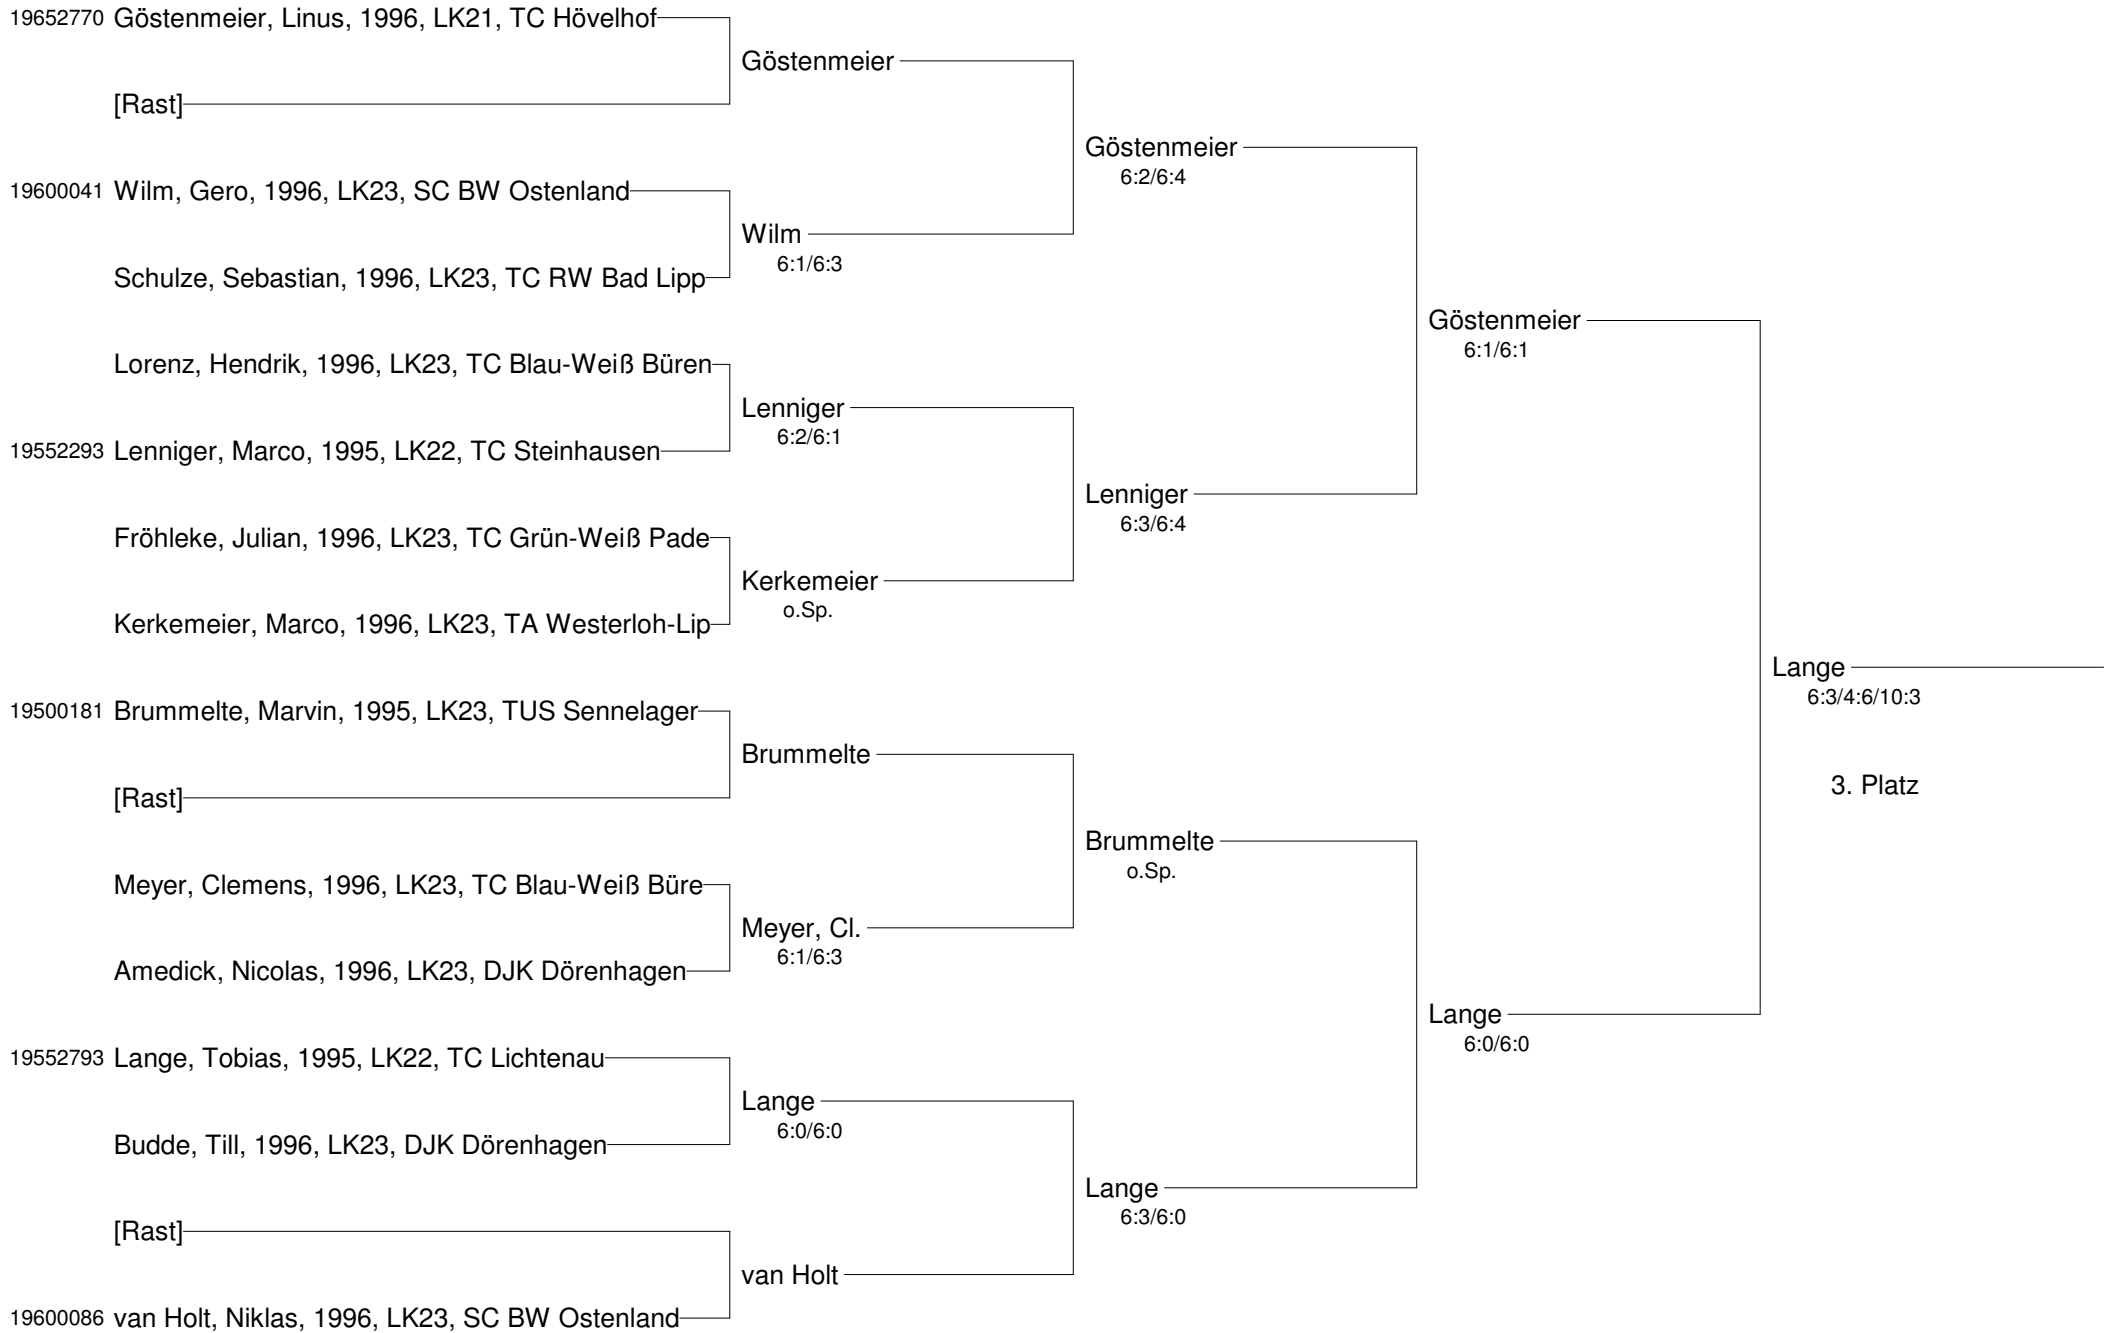 19652770 Göstenmeier, Linus, 1996, LK21, TC Hövelhof
Göstenmeier
[Rast]
Göstenmeier
6:2/6:4
19600041 Wilm, Gero, 1996, LK23, SC BW Ostenland
Wilm
6:1/6:3
Schulze, Sebastian, 1996, LK23, TC RW Bad Lipp
Göstenmeier
6:1/6:1
Lorenz, Hendrik, 1996, LK23, TC Blau-Weiß Büren
Lenniger
6:2/6:1
19552293 Lenniger, Marco, 1995, LK22, TC Steinhausen
Lenniger
6:3/6:4
Fröhleke, Julian, 1996, LK23, TC Grün-Weiß Pade
Kerkemeier
o.Sp.
Kerkemeier, Marco, 1996, LK23, TA Westerloh-Lip
Lange
6:3/4:6/10:3
19500181 Brummelte, Marvin, 1995, LK23, TUS Sennelager
Brummelte
3. Platz
[Rast]
Brummelte
o.Sp.
Meyer, Clemens, 1996, LK23, TC Blau-Weiß Büre
Meyer, Cl.
6:1/6:3
Amedick, Nicolas, 1996, LK23, DJK Dörenhagen
Lange
6:0/6:0
19552793 Lange, Tobias, 1995, LK22, TC Lichtenau
Lange
6:0/6:0
Budde, Till, 1996, LK23, DJK Dörenhagen
Lange
6:3/6:0
[Rast]
van Holt
19600086 van Holt, Niklas, 1996, LK23, SC BW Ostenland